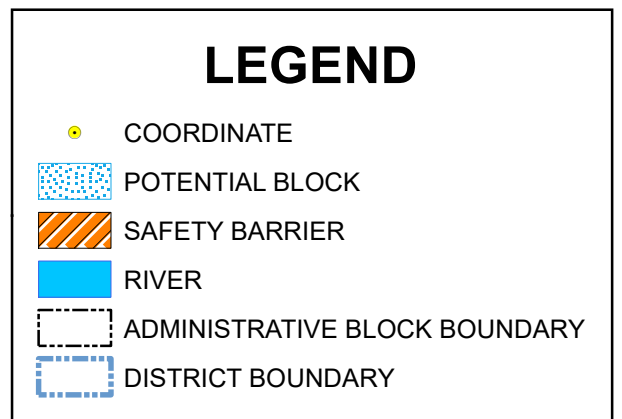 LEGEND
COORDINATE
POTENTIAL BLOCK
SAFETY BARRIER
RIVER
ADMINISTRATIVE BLOCK BOUNDARY
DISTRICT BOUNDARY